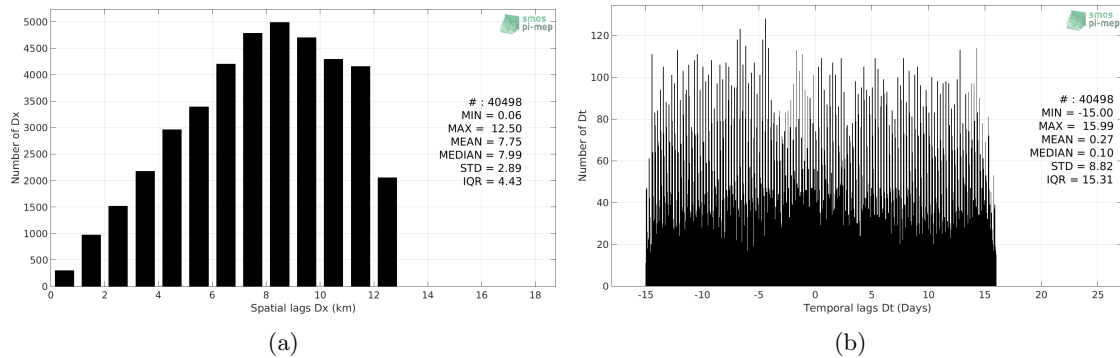 5000
4500
4000
3500
3000
2500
2000
1500
1000
500
0
Number of Dx
0 2 4 6 8 10 12 14 16 18
Spatial lags Dx (km)
smos
pi-mep
# : 40498
MIN = 0.06
MAX = 12.50
MEAN = 7.75
MEDIAN = 7.99
STD = 2.89
IQR = 4.43
(a)
120
100
80
60
40
20
0
Number of Dt
-15 -10 -5 0 5 10 15 20 25
Temporal lags Dt (Days)
smos
pi-mep
# : 40498
MIN = -15.00
MAX = 15.99
MEAN = 0.27
MEDIAN = 0.10
STD = 8.82
IQR = 15.31
(b)